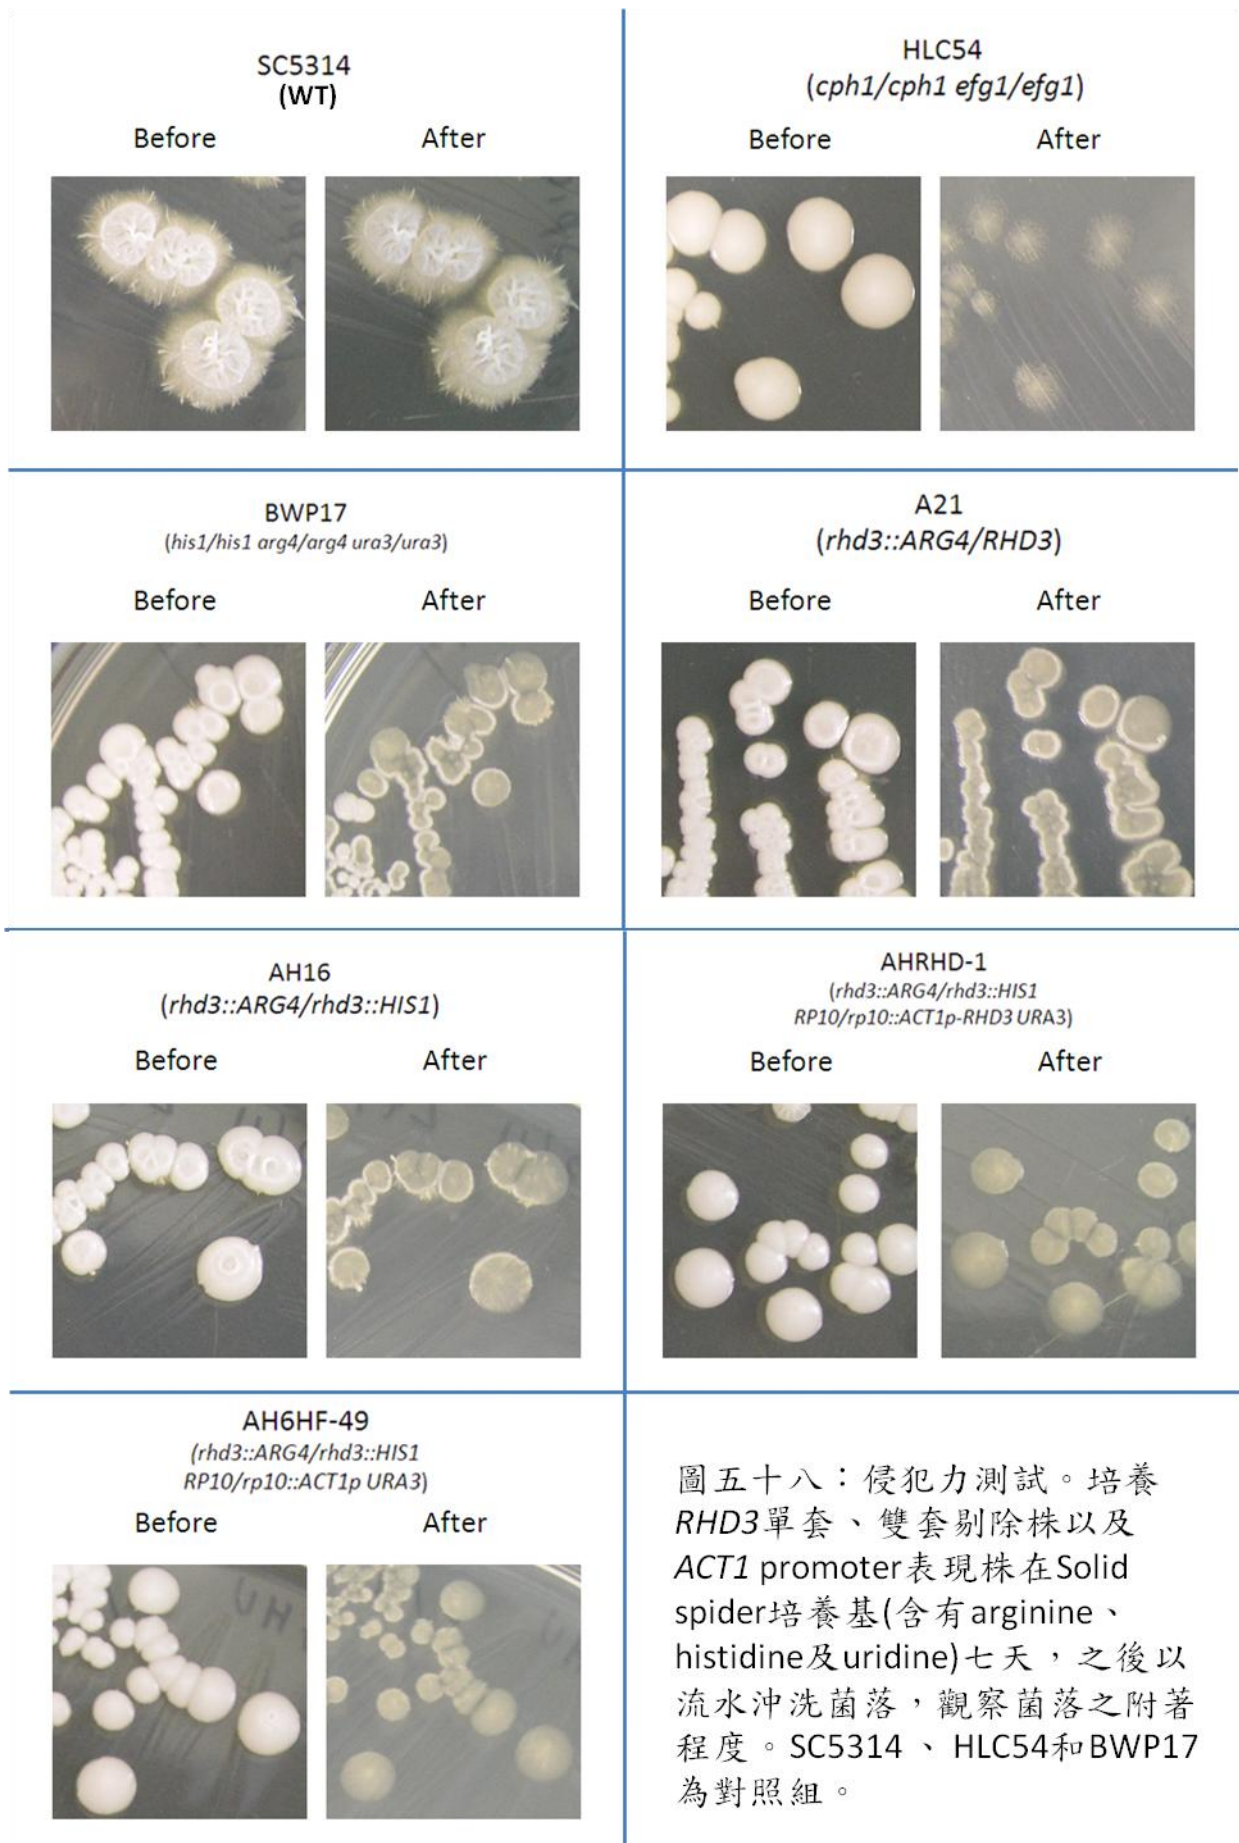 SC5314
(WT)
Before After
HLC54
(cph1/cph1 efg1/efg1)
Before After
BWP17
(his1/his1 arg4/arg4 ura3/ura3)
Before After
A21
(rhd3::ARG4/RHD3)
Before After
AH16
(rhd3::ARG4/rhd3::HIS1)
Before After
AHRHD-1
(rhd3::ARG4/rhd3::HIS1
RP10/rp10::ACT1p-RHD3 URA3)
Before After
AH6HF-49
(rhd3::ARG4/rhd3::HIS1
RP10/rp10::ACT1p URA3)
Before After
圖五十八：侵犯力測試。培養
RHD3單套、雙套剔除株以及
ACT1 promoter表現株在Solid
spider培養基(含有arginine、
histidine及uridine)七天，之後以
流水沖洗菌落，觀察菌落之附著
程度。SC5314、HLC54和BWP17
為對照組。